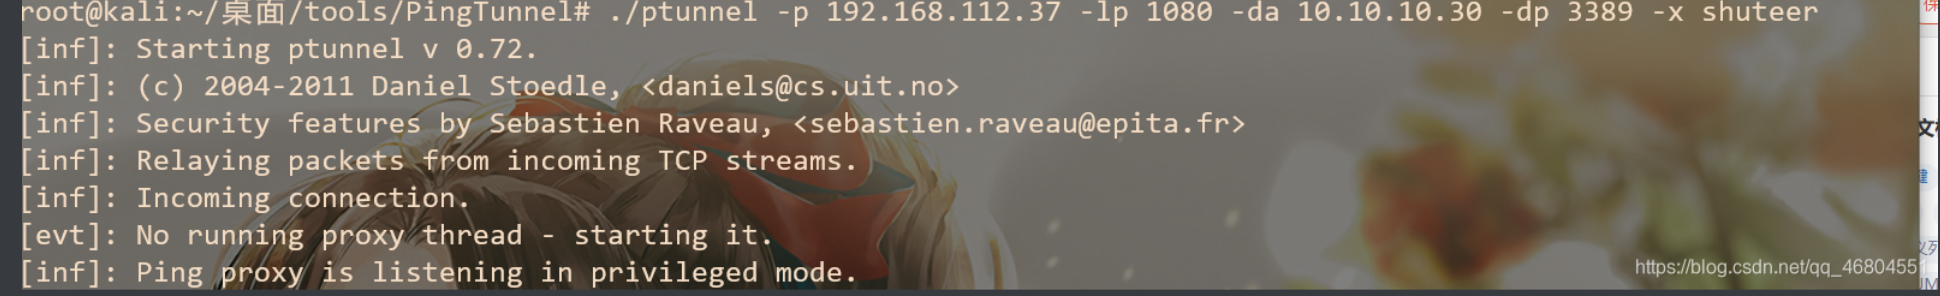 root@kali:~/桌面/tools/PingTunnel# ./ptunnel -p 192.168.112.37 -lp 1080 -da 10.10.10.30 -dp 3389 -x shuteer
[inf]: Starting ptunnel v 0.72.
[inf]: (c) 2004-2011 Daniel Stoedle, <daniels@cs.uit.no>
[inf]: Security features by Sebastien Raveau, <sebastien.raveau@epita.fr>
[inf]: Relaying packets from incoming TCP streams.
[inf]: Incoming connection.
[evt]: No running proxy thread - starting it.
[inf]: Ping proxy is listening in privileged mode.
https://blog.csdn.net/qq_46804551